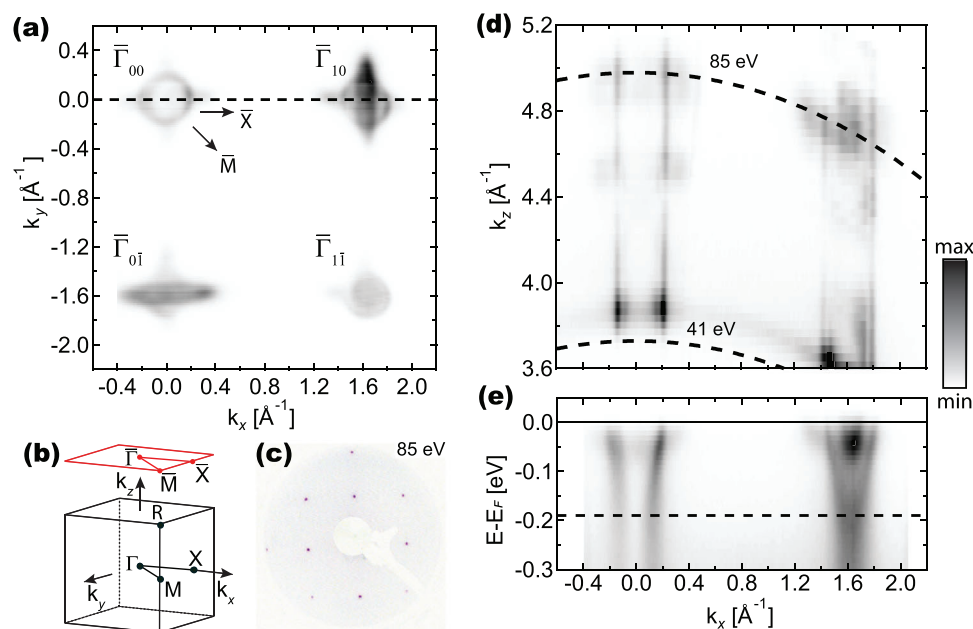 (a)
Γ̅₀₀
Γ̅₁₀
X̅
M̅
Γ̅₀₁̅
Γ̅₁₁̅
k_y [Å⁻¹]
0.4
0.0
-0.4
-0.8
-1.2
-1.6
-2.0
0.0 0.4 0.8 1.2 1.6 2.0
k_x [Å⁻¹]
(b)
Γ̅
X̅
M̅
k_z
R
Γ
X
M
k_y
k_x
(c)
85 eV
(d)
85 eV
41 eV
k_z [Å⁻¹]
5.2
4.8
4.4
4.0
3.6
max
min
(e)
E-E_F [eV]
0.0
-0.1
-0.2
-0.3
0.0 0.4 0.8 1.2 1.6 2.0
k_x [Å⁻¹]